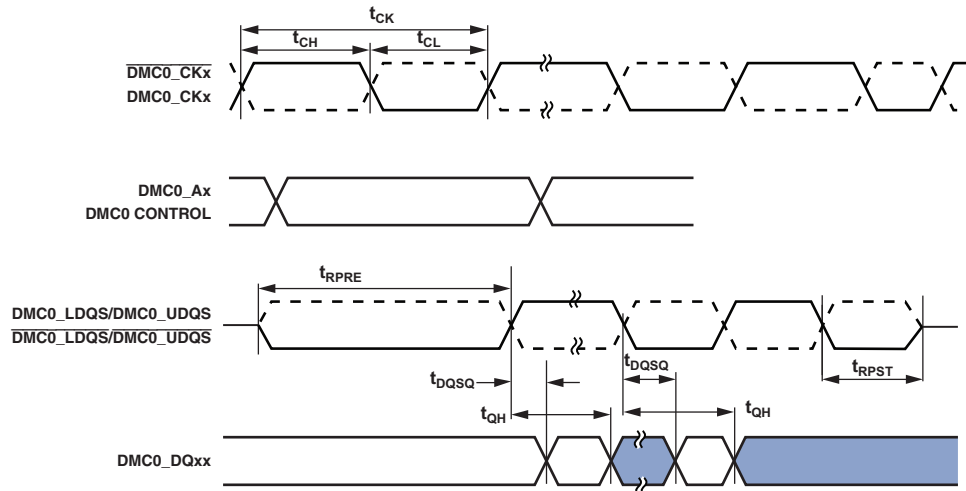 tCK
tCH
tCL
DMC0_CKx
DMC0_CKx
DMC0_Ax
DMC0 CONTROL
tRPRE
DMC0_LDQS/DMC0_UDQS
DMC0_LDQS/DMC0_UDQS
tDQSQ
tDQSQ
tRPST
tQH
tQH
DMC0_DQxx